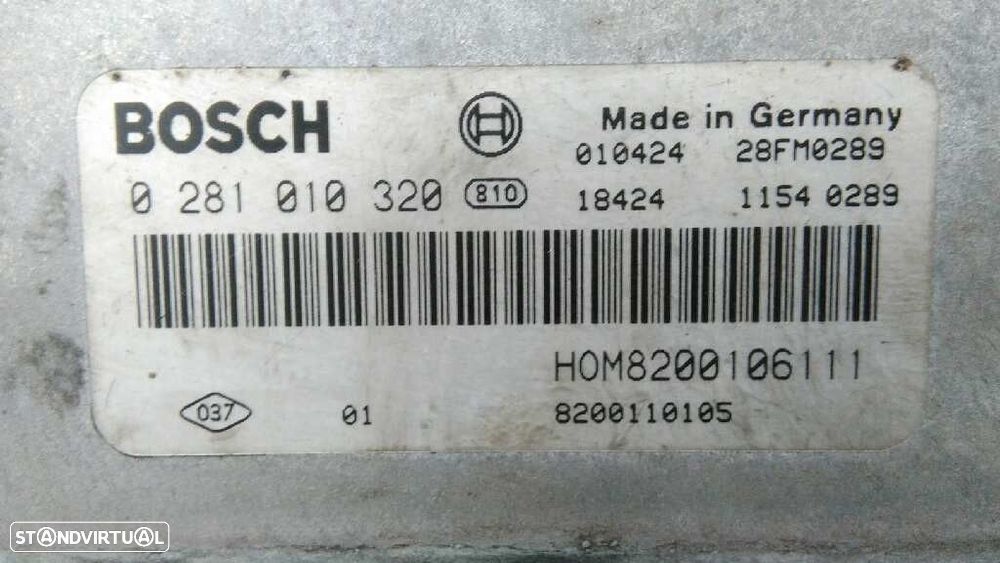 BOSCH
Made in Germany
010424 28FM0289
0 281 010 320 810
18424 1154 0289
HOM8200106111
037 01 8200110105
STANDVIRTUAL